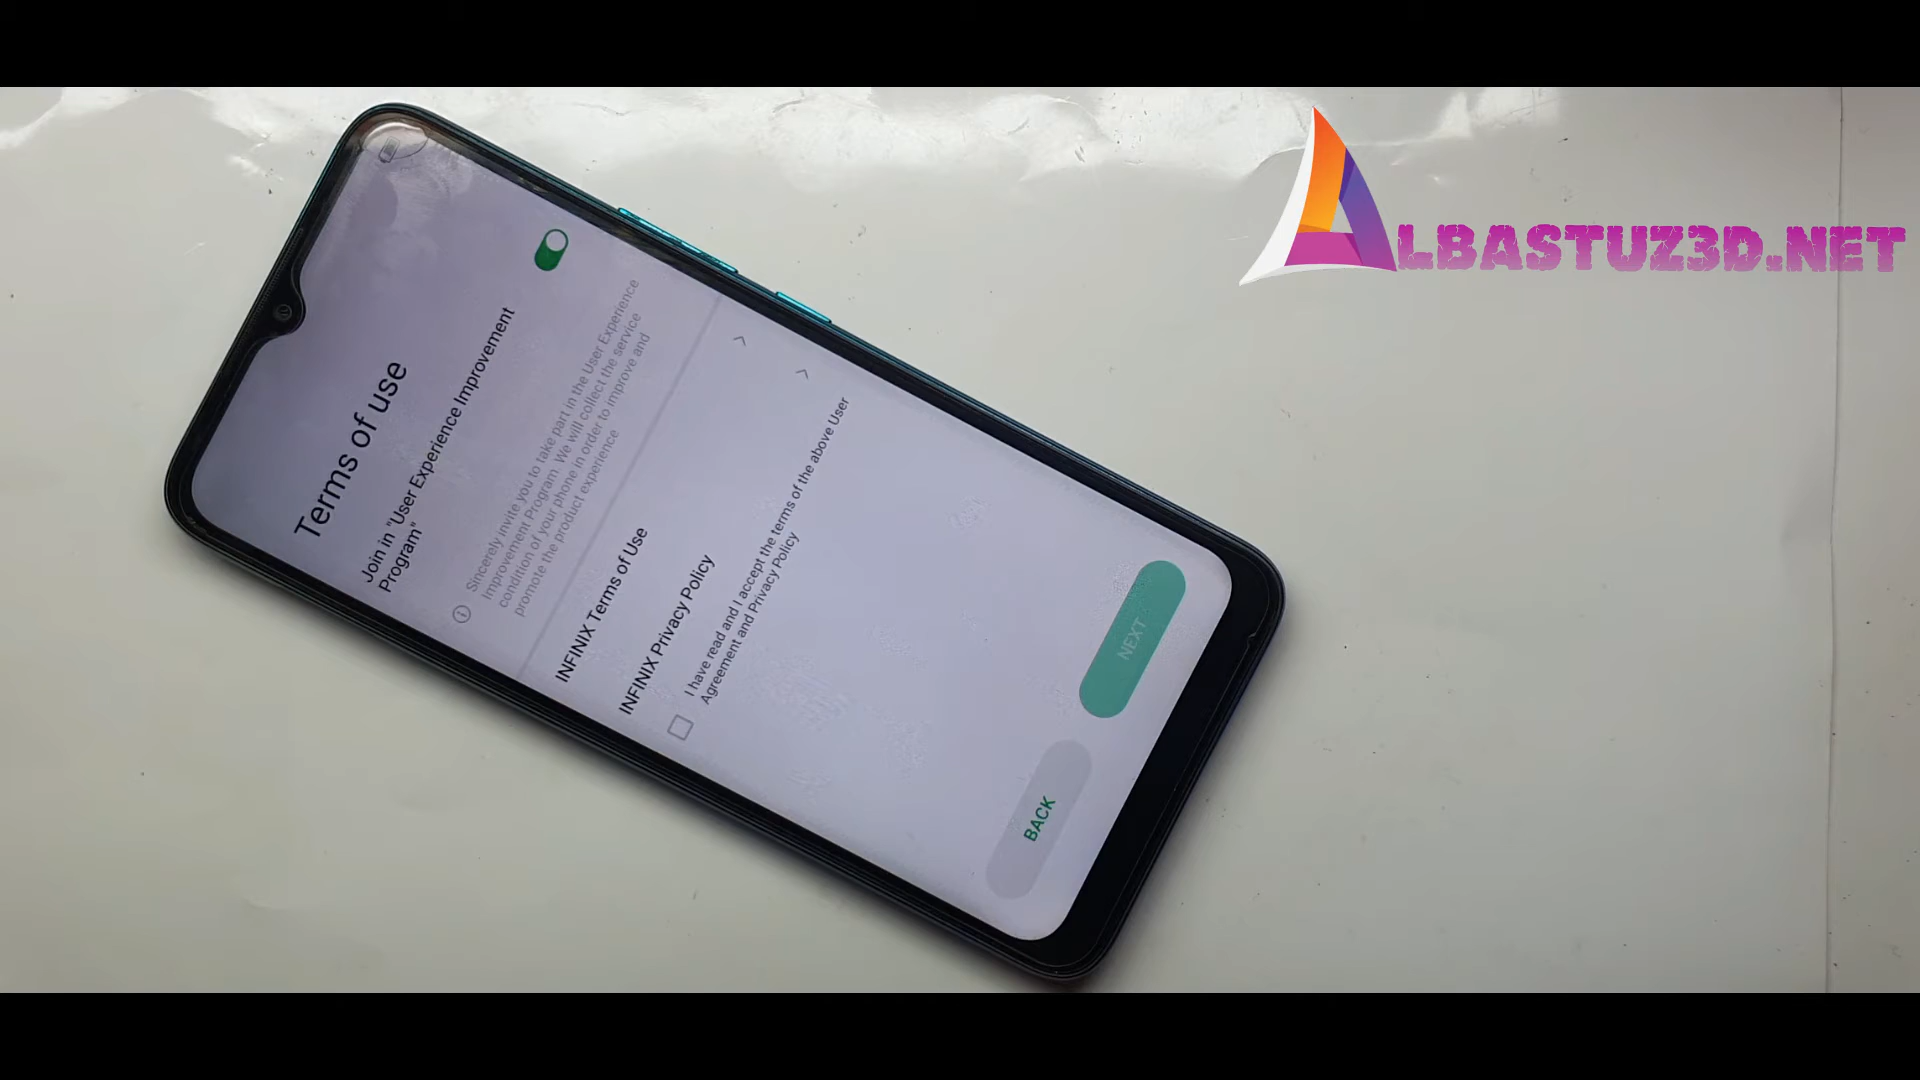 ALBASTUZ3D.NET
Terms of use
Join in "User Experience Improvement
Program"
Sincerely invite you to take part in the User Experience
Improvement Program. We will collect the service
condition of your phone in order to improve and
promote the product experience
INFINIX Terms of Use
INFINIX Privacy Policy
I have read and I accept the terms of the above User
Agreement and Privacy Policy
BACK
NEXT